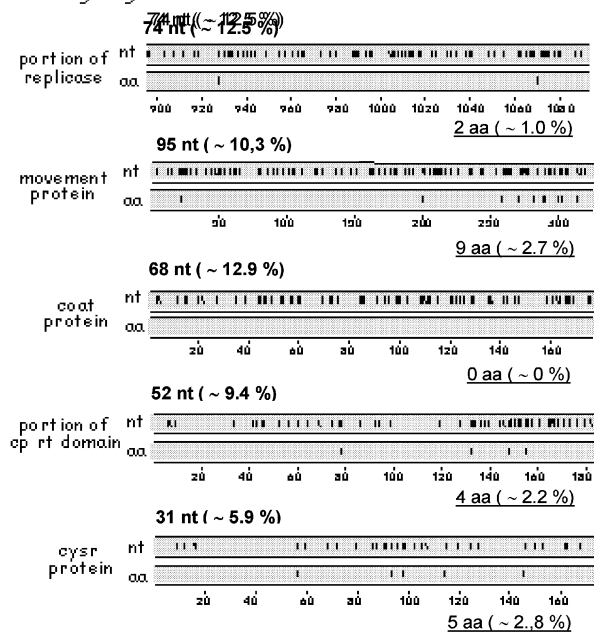 74 nt ( ~ 12.5 %)
portion of replicase
nt
aa
900 920 940 960 980 1000 1020 1040 1060 1080
2 aa ( ~ 1.0 %)
95 nt ( ~ 10,3 %)
movement protein
nt
aa
50 100 150 200 250 300
9 aa ( ~ 2.7 %)
68 nt ( ~ 12.9 %)
coat protein
nt
aa
20 40 60 80 100 120 140 160
0 aa ( ~ 0 %)
52 nt ( ~ 9.4 %)
portion of cp rt domain
nt
aa
20 40 60 80 100 120 140 160 180
4 aa ( ~ 2.2 %)
31 nt ( ~ 5.9 %)
cysr protein
nt
aa
20 40 60 80 100 120 140 160
5 aa ( ~ 2.,8 %)